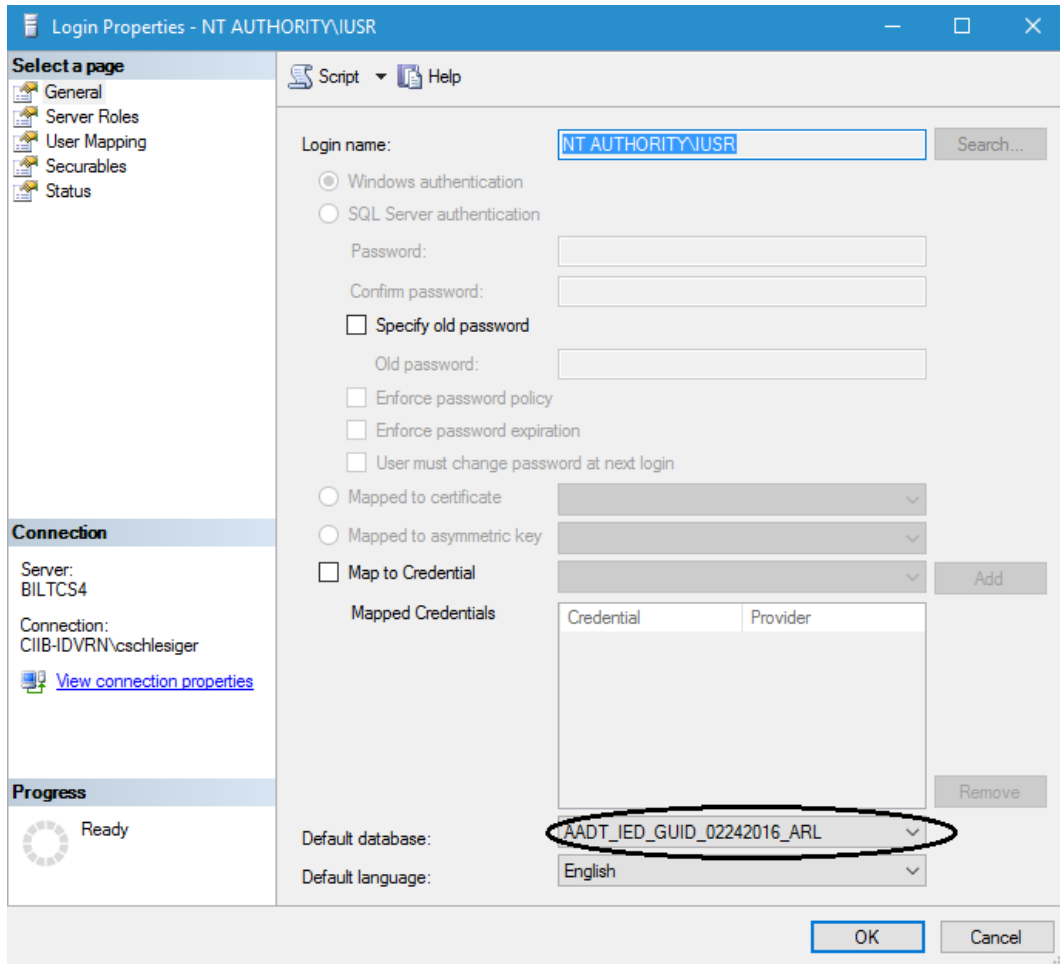 Login Properties - NT AUTHORITY\IUSR
Select a page
General
Server Roles
User Mapping
Securables
Status
Connection
Server:
BILTCS4
Connection:
CIIB-IDVRN\cschlesiger
View connection properties
Progress
Ready
Script
Help
Login name:
NT AUTHORITY\IUSR
Search...
Windows authentication
SQL Server authentication
Password:
Confirm password:
Specify old password
Old password:
Enforce password policy
Enforce password expiration
User must change password at next login
Mapped to certificate
Mapped to asymmetric key
Map to Credential
Add
Mapped Credentials
Credential
Provider
Remove
Default database:
AADT_IED_GUID_02242016_ARL
Default language:
English
OK
Cancel